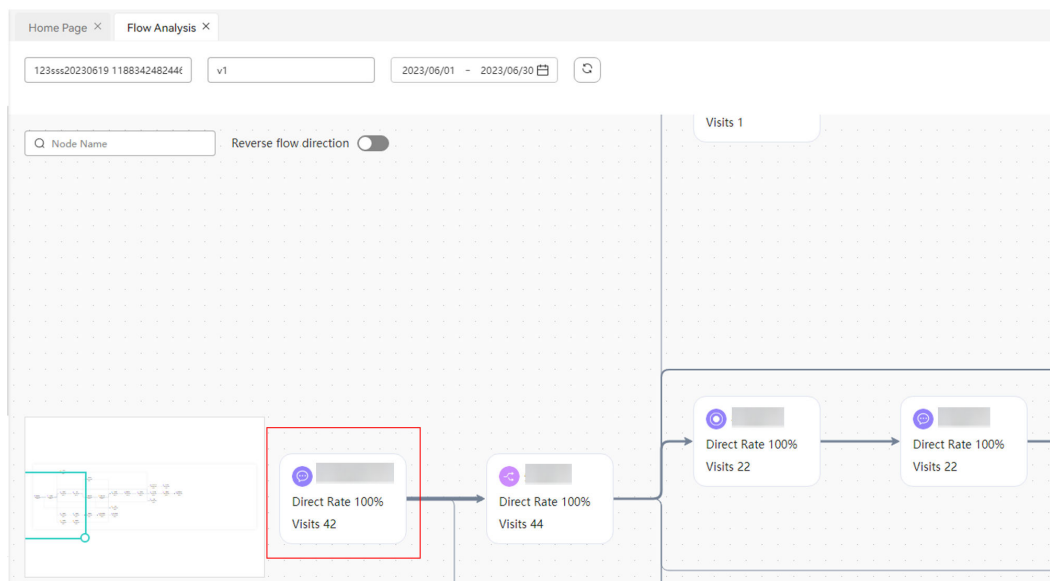 Home Page
Flow Analysis
123sss20230619 118834248244
v1
2023/06/01 - 2023/06/30
Node Name
Reverse flow direction
Visits 1
Direct Rate 100%
Visits 42
Direct Rate 100%
Visits 44
Direct Rate 100%
Visits 22
Direct Rate 100%
Visits 22